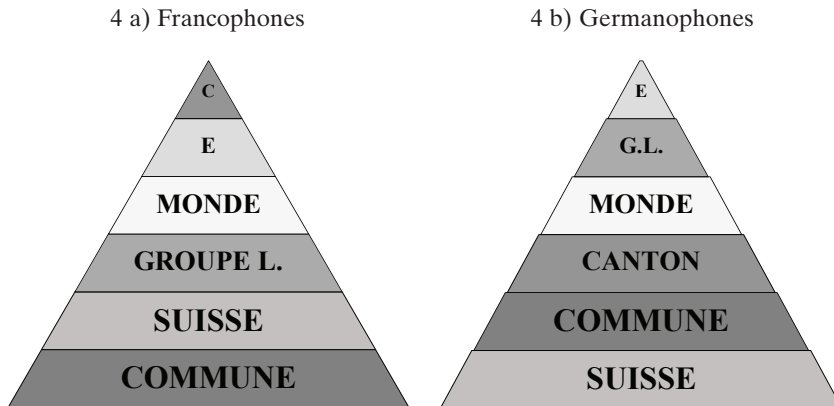 4 a) Francophones
C
E
MONDE
GROUPE L.
SUISSE
COMMUNE
4 b) Germanophones
E
G.L.
MONDE
CANTON
COMMUNE
SUISSE